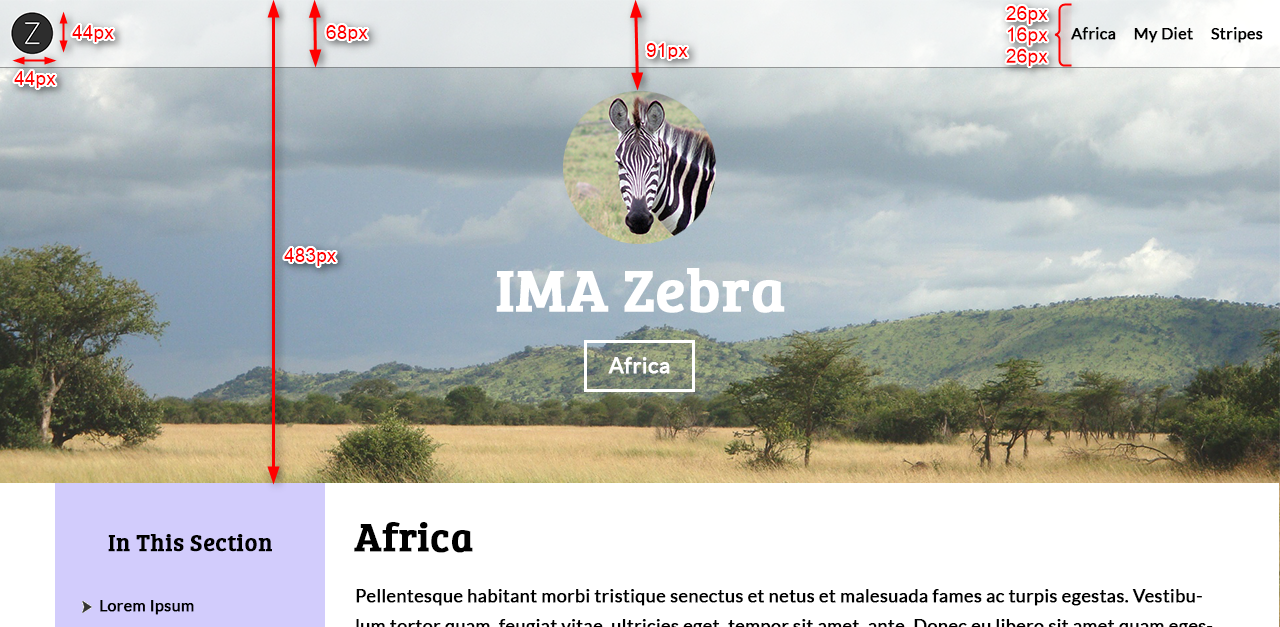 Z
44px
44px
68px
91px
26px
16px
26px
Africa My Diet Stripes
483px
IMA Zebra
Africa
In This Section
Lorem Ipsum
Africa
Pellentesque habitant morbi tristique senectus et netus et malesuada fames ac turpis egestas. Vestibu-
lum tortor quam, feugiat vitae, ultricies eget, tempor sit amet, ante. Donec eu libero sit amet quam eges-